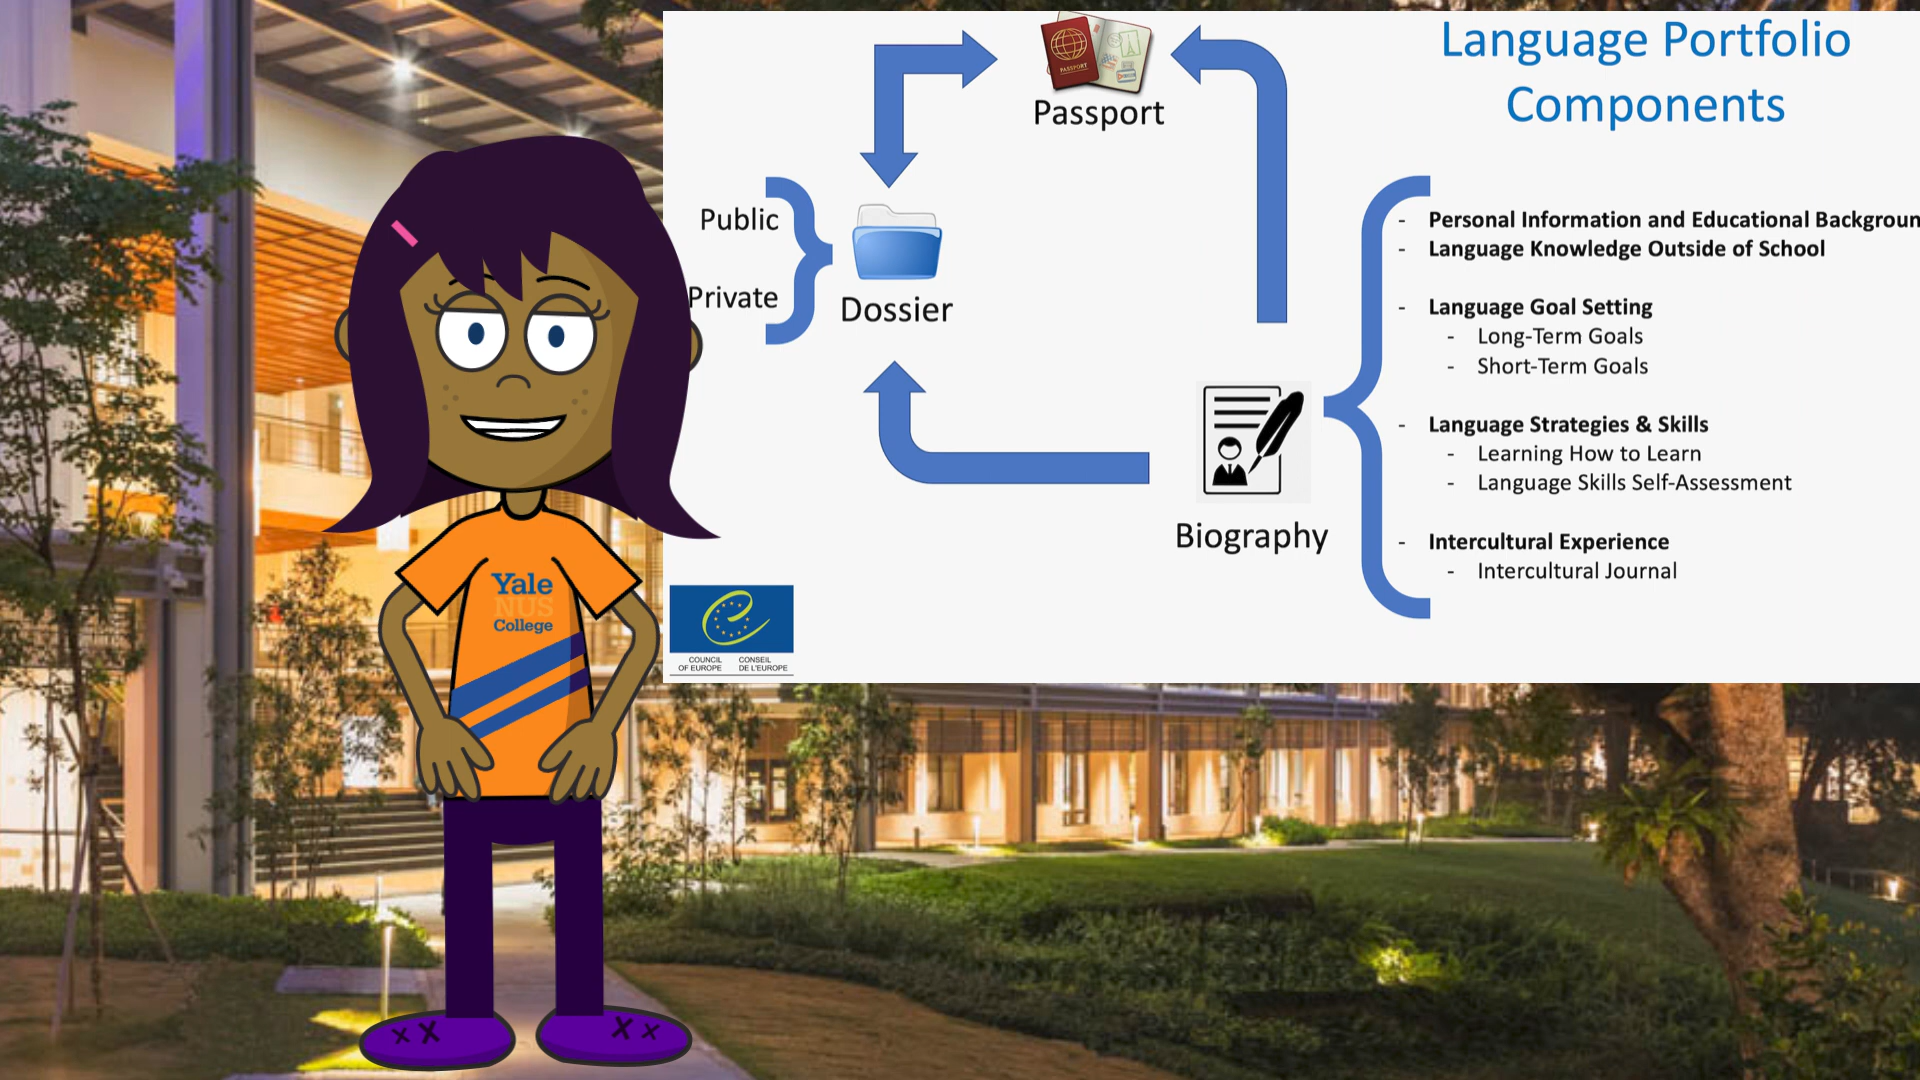 Language Portfolio
Components
PASSPORT
Passport
Public
Private
Dossier
Biography
- Personal Information and Educational Backgroun
- Language Knowledge Outside of School
- Language Goal Setting
- Long-Term Goals
- Short-Term Goals
- Language Strategies & Skills
- Learning How to Learn
- Language Skills Self-Assessment
- Intercultural Experience
- Intercultural Journal
COUNCIL OF EUROPE
CONSEIL DE L'EUROPE
Yale
NUS
College